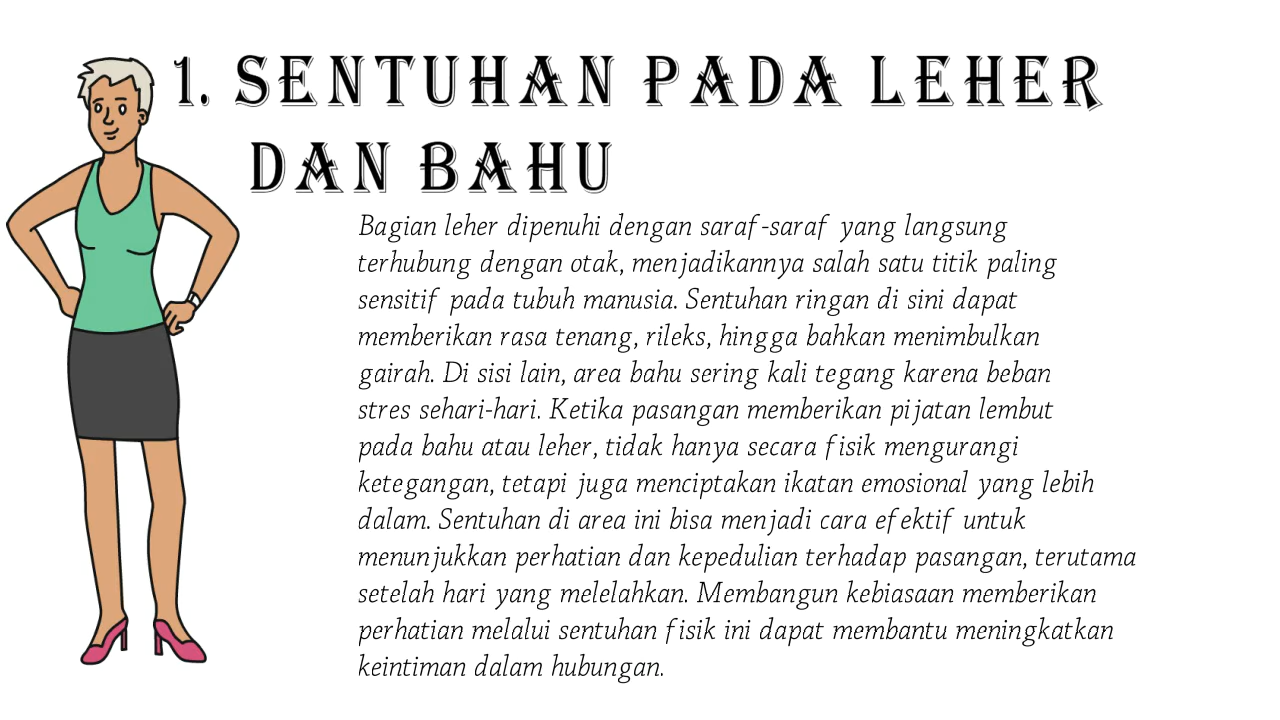 1. SENTUHAN PADA LEHER
DAN BAHU
Bagian leher dipenuhi dengan saraf-saraf yang langsung
terhubung dengan otak, menjadikannya salah satu titik paling
sensitif pada tubuh manusia. Sentuhan ringan di sini dapat
memberikan rasa tenang, rileks, hingga bahkan menimbulkan
gairah. Di sisi lain, area bahu sering kali tegang karena beban
stres sehari-hari. Ketika pasangan memberikan pijatan lembut
pada bahu atau leher, tidak hanya secara fisik mengurangi
ketegangan, tetapi juga menciptakan ikatan emosional yang lebih
dalam. Sentuhan di area ini bisa menjadi cara efektif untuk
menunjukkan perhatian dan kepedulian terhadap pasangan, terutama
setelah hari yang melelahkan. Membangun kebiasaan memberikan
perhatian melalui sentuhan fisik ini dapat membantu meningkatkan
keintiman dalam hubungan.